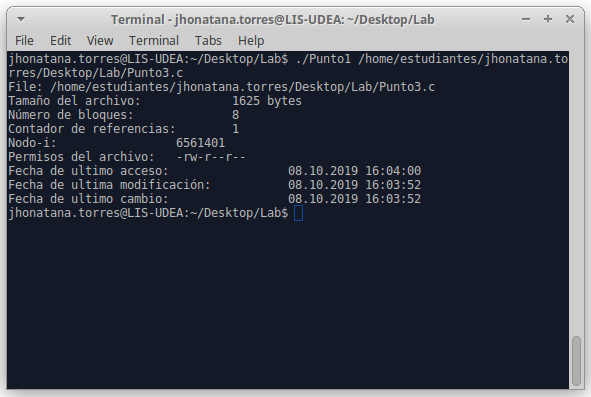 Terminal - jhonatana.torres@LIS-UDEA: ~/Desktop/Lab
File Edit View Terminal Tabs Help
jhonatana.torres@LIS-UDEA:~/Desktop/Lab$ ./Punto1 /home/estudiantes/jhonatana.to
rres/Desktop/Lab/Punto3.c
File: /home/estudiantes/jhonatana.torres/Desktop/Lab/Punto3.c
Tamaño del archivo: 1625 bytes
Número de bloques: 8
Contador de referencias: 1
Nodo-i: 6561401
Permisos del archivo: -rw-r--r--
Fecha de ultimo acceso: 08.10.2019 16:04:00
Fecha de ultima modificación: 08.10.2019 16:03:52
Fecha de ultimo cambio: 08.10.2019 16:03:52
jhonatana.torres@LIS-UDEA:~/Desktop/Lab$